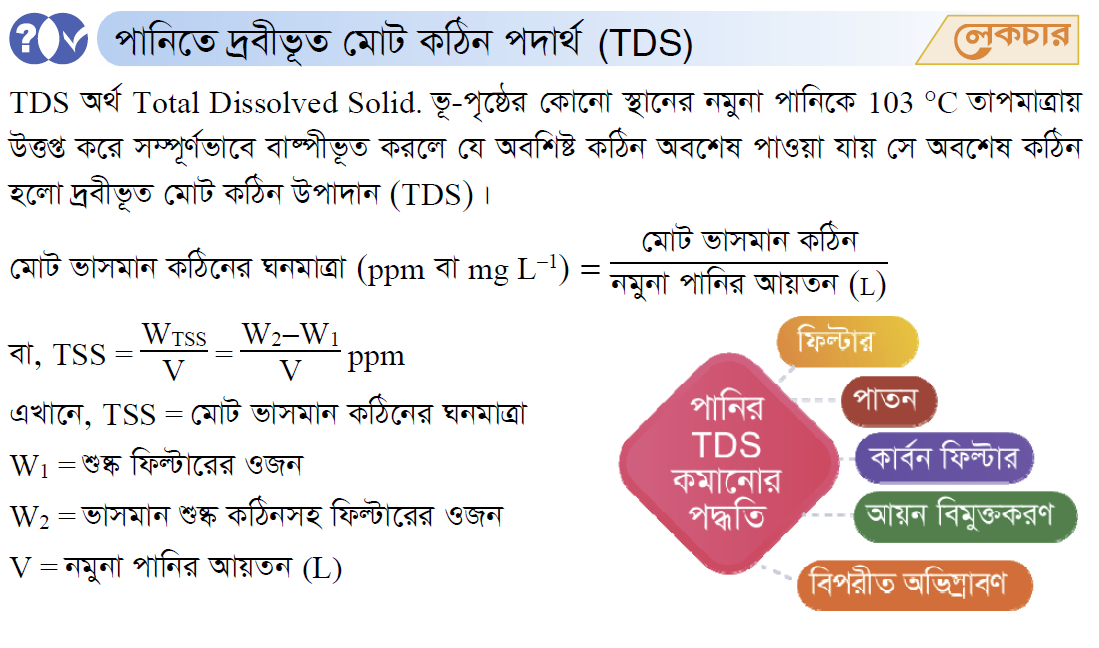 পানিতে দ্রবীভূত মোট কঠিন পদার্থ (TDS)
লেকচার
TDS অর্থ Total Dissolved Solid. ভূ-পৃষ্ঠের কোনো স্থানের নমুনা পানিকে 103 °C তাপমাত্রায়
উত্তপ্ত করে সম্পূর্ণভাবে বাষ্পীভূত করলে যে অবশিষ্ট কঠিন অবশেষ পাওয়া যায় সে অবশেষ কঠিন
হলো দ্রবীভূত মোট কঠিন উপাদান (TDS)।
মোট ভাসমান কঠিনের ঘনমাত্রা (ppm বা mg L⁻¹) = মোট ভাসমান কঠিন / নমুনা পানির আয়তন (L)
বা, TSS = W_TSS / V = W₂–W₁ / V ppm
এখানে, TSS = মোট ভাসমান কঠিনের ঘনমাত্রা
W₁ = শুষ্ক ফিল্টারের ওজন
W₂ = ভাসমান শুষ্ক কঠিনসহ ফিল্টারের ওজন
V = নমুনা পানির আয়তন (L)
পানির
TDS
কমানোর
পদ্ধতি
ফিল্টার
পাতন
কার্বন ফিল্টার
আয়ন বিমুক্তকরণ
বিপরীত অভিস্রাবণ